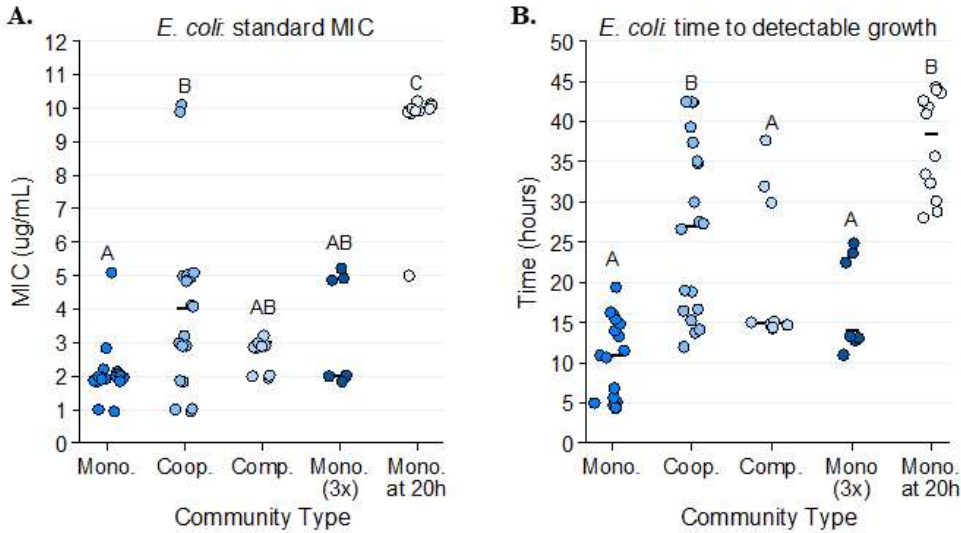 A.
E. coli: standard MIC
12
11
10
9
8
7
6
5
4
3
2
1
0
MIC (ug/mL)
A
B
AB
AB
C
Mono.
Coop.
Comp.
Mono.
(3x)
Mono.
at 20h
Community Type
B.
E. coli: time to detectable growth
50
45
40
35
30
25
20
15
10
5
0
Time (hours)
A
B
A
A
B
Mono.
Coop.
Comp.
Mono
(3x)
Mono.
at 20h
Community Type